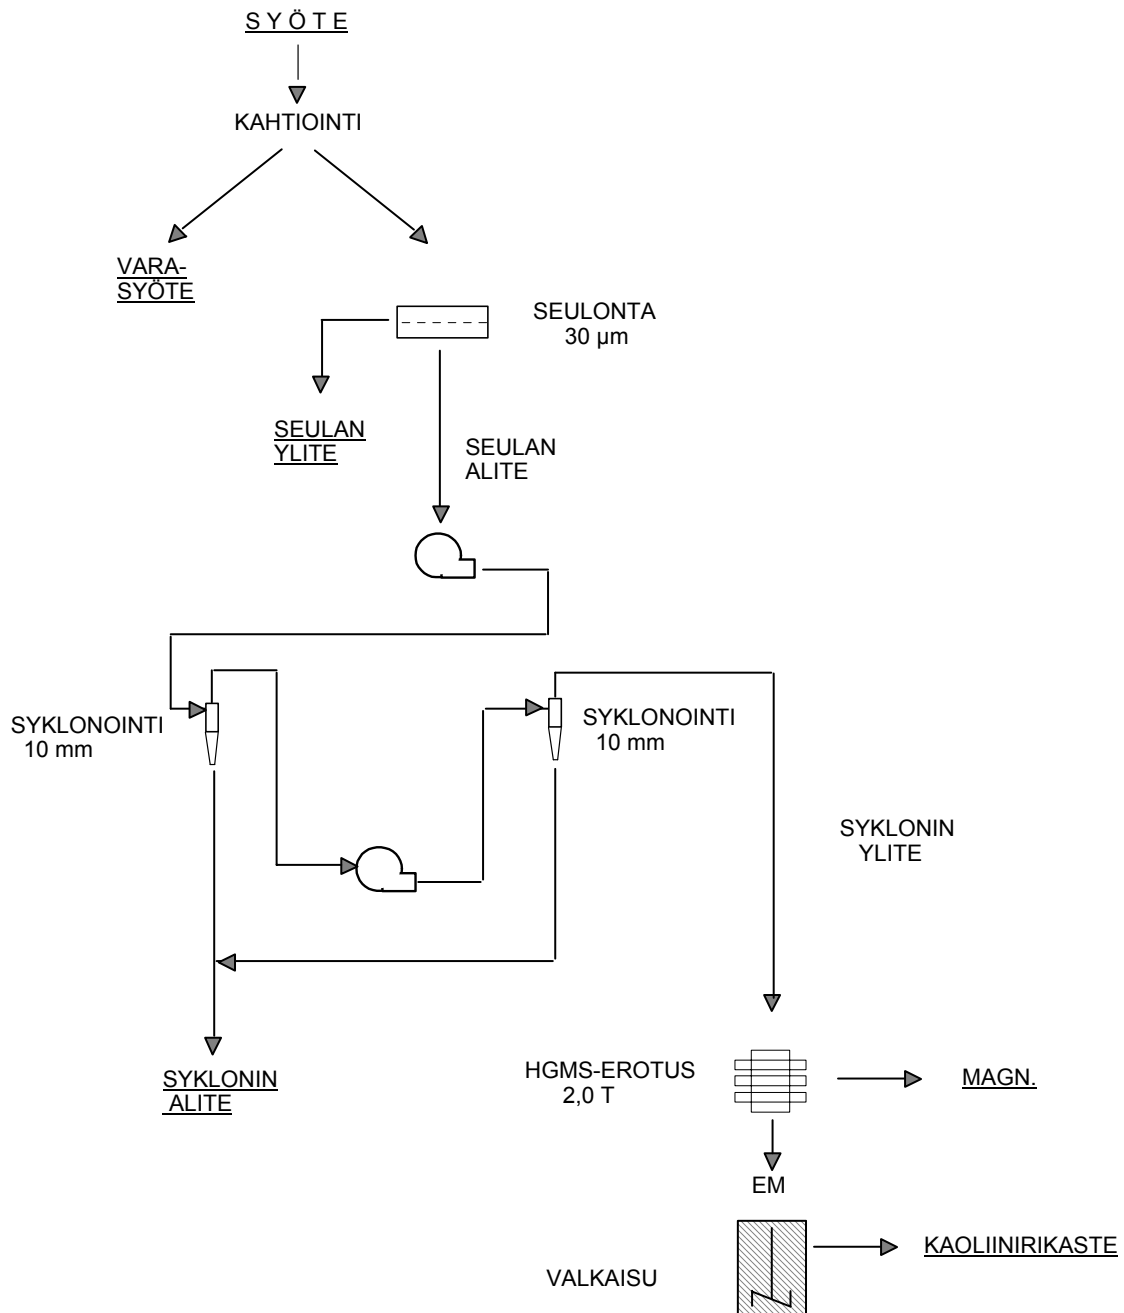 S Y Ö T E
KAHTIOINTI
VARA-
SYÖTE
SEULONTA
30 µm
SEULAN
YLITE
SEULAN
ALITE
SYKLONOINTI
10 mm
SYKLONOINTI
10 mm
SYKLONIN
YLITE
SYKLONIN
ALITE
HGMS-EROTUS
2,0 T
MAGN.
EM
KAOLIINIRIKASTE
VALKAISU